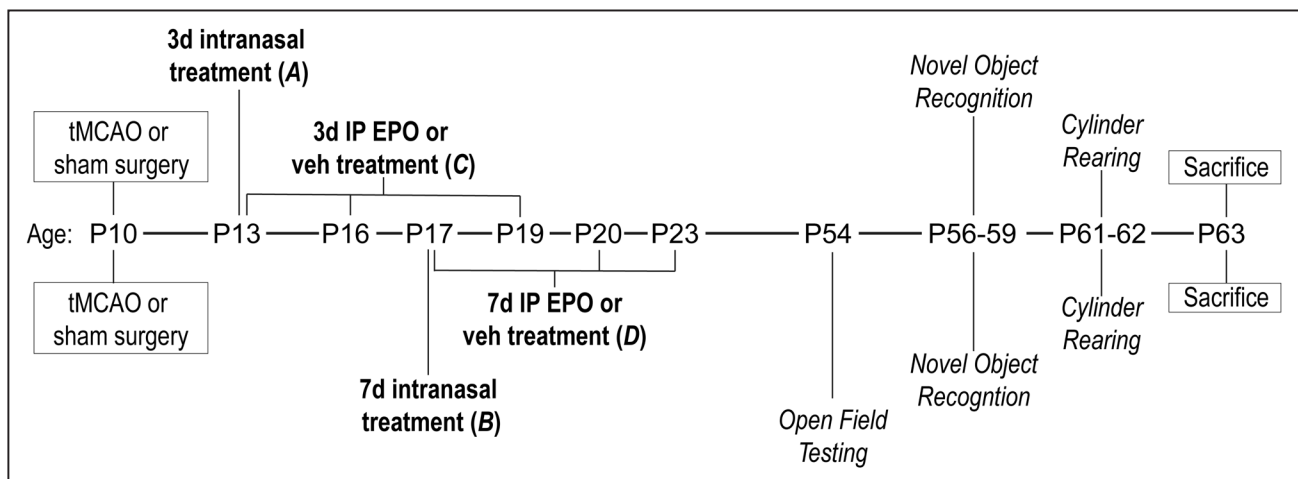 3d intranasal
treatment (A)
tMCAO or
sham surgery
3d IP EPO or
veh treatment (C)
Novel Object
Recognition
Cylinder
Rearing
Sacrifice
Age: P10 P13 P16 P17 P19 P20 P23 P54 P56-59 P61-62 P63
tMCAO or
sham surgery
7d IP EPO or
veh treatment (D)
7d intranasal
treatment (B)
Open Field
Testing
Novel Object
Recogntion
Cylinder
Rearing
Sacrifice